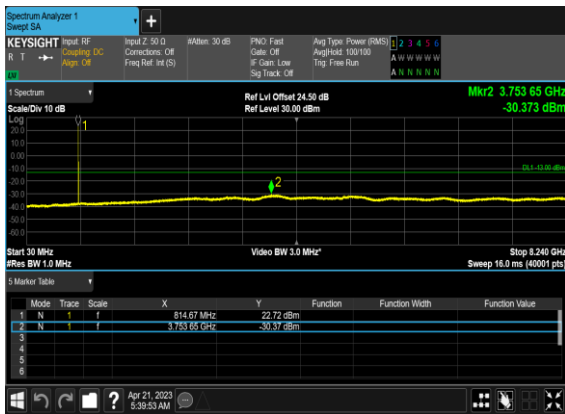 Spectrum Analyzer 1
Swept SA
+
KEYSIGHT Input: RF Input Z: 50 Ω #Atten: 30 dB PNO: Fast Avg Type: Power (RMS) 1 2 3 4 5 6
R T Coupling: DC Corrections: Off Gate: Off Avg|Hold: 100/100 A W W W W W
Align: Off Freq Ref: Int (S) IF Gain: Low Trig: Free Run
Sig Track: Off A N N N N N
1 Spectrum Ref Lvl Offset 24.50 dB Mkr2 3.753 65 GHz
Scale/Div 10 dB Ref Level 30.00 dBm -30.373 dBm
Log
20.0 1
10.0
0.00
-10.0 DL1 -13.00 dBm
-20.0 2
-30.0
-40.0
-50.0
-60.0
Start 30 MHz Video BW 3.0 MHz* Stop 8.240 GHz
#Res BW 1.0 MHz Sweep 16.0 ms (40001 pts)
5 Marker Table
Mode Trace Scale X Y Function Function Width Function Value
1 N 1 f 814.67 MHz 22.72 dBm
2 N 1 f 3.753 65 GHz -30.37 dBm
3
4
5
6
? Apr 21, 2023
5:39:53 AM